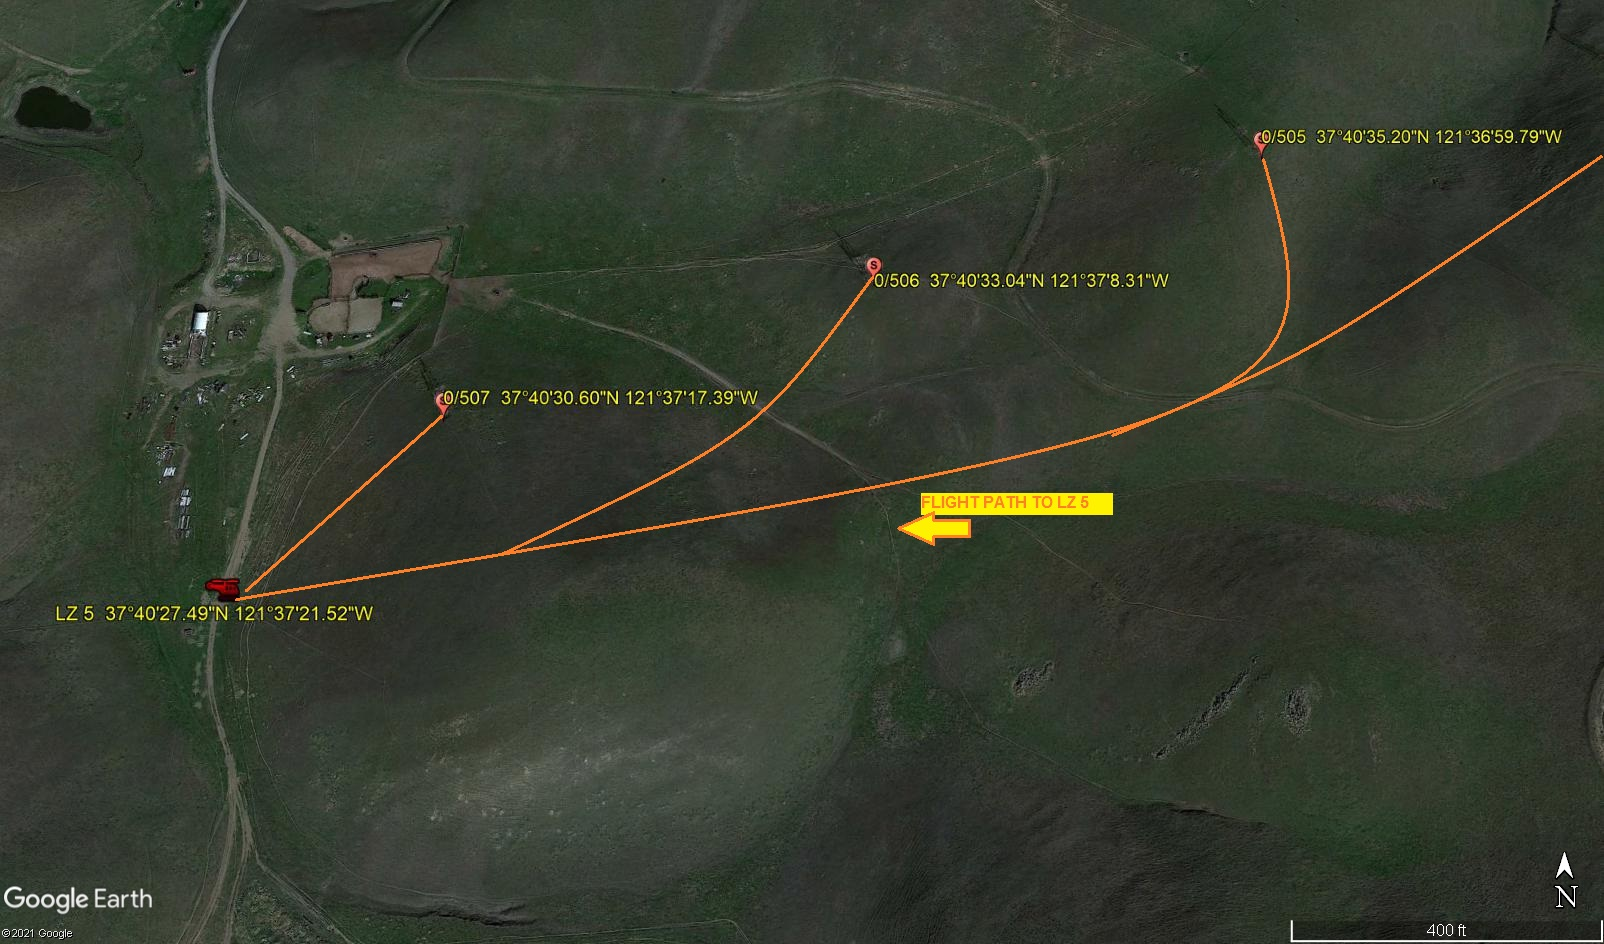 0/505 37°40'35.20"N 121°36'59.79"W
S
0/506 37°40'33.04"N 121°37'8.31"W
0/507 37°40'30.60"N 121°37'17.39"W
FLIGHT PATH TO LZ 5
LZ 5 37°40'27.49"N 121°37'21.52"W
N
Google Earth
©2021 Google
400 ft